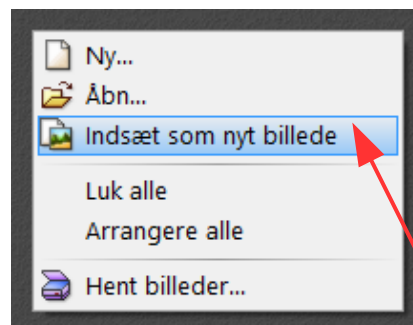 Ny...
Åbn...
Indsæt som nyt billede
Luk alle
Arrangere alle
Hent billeder...